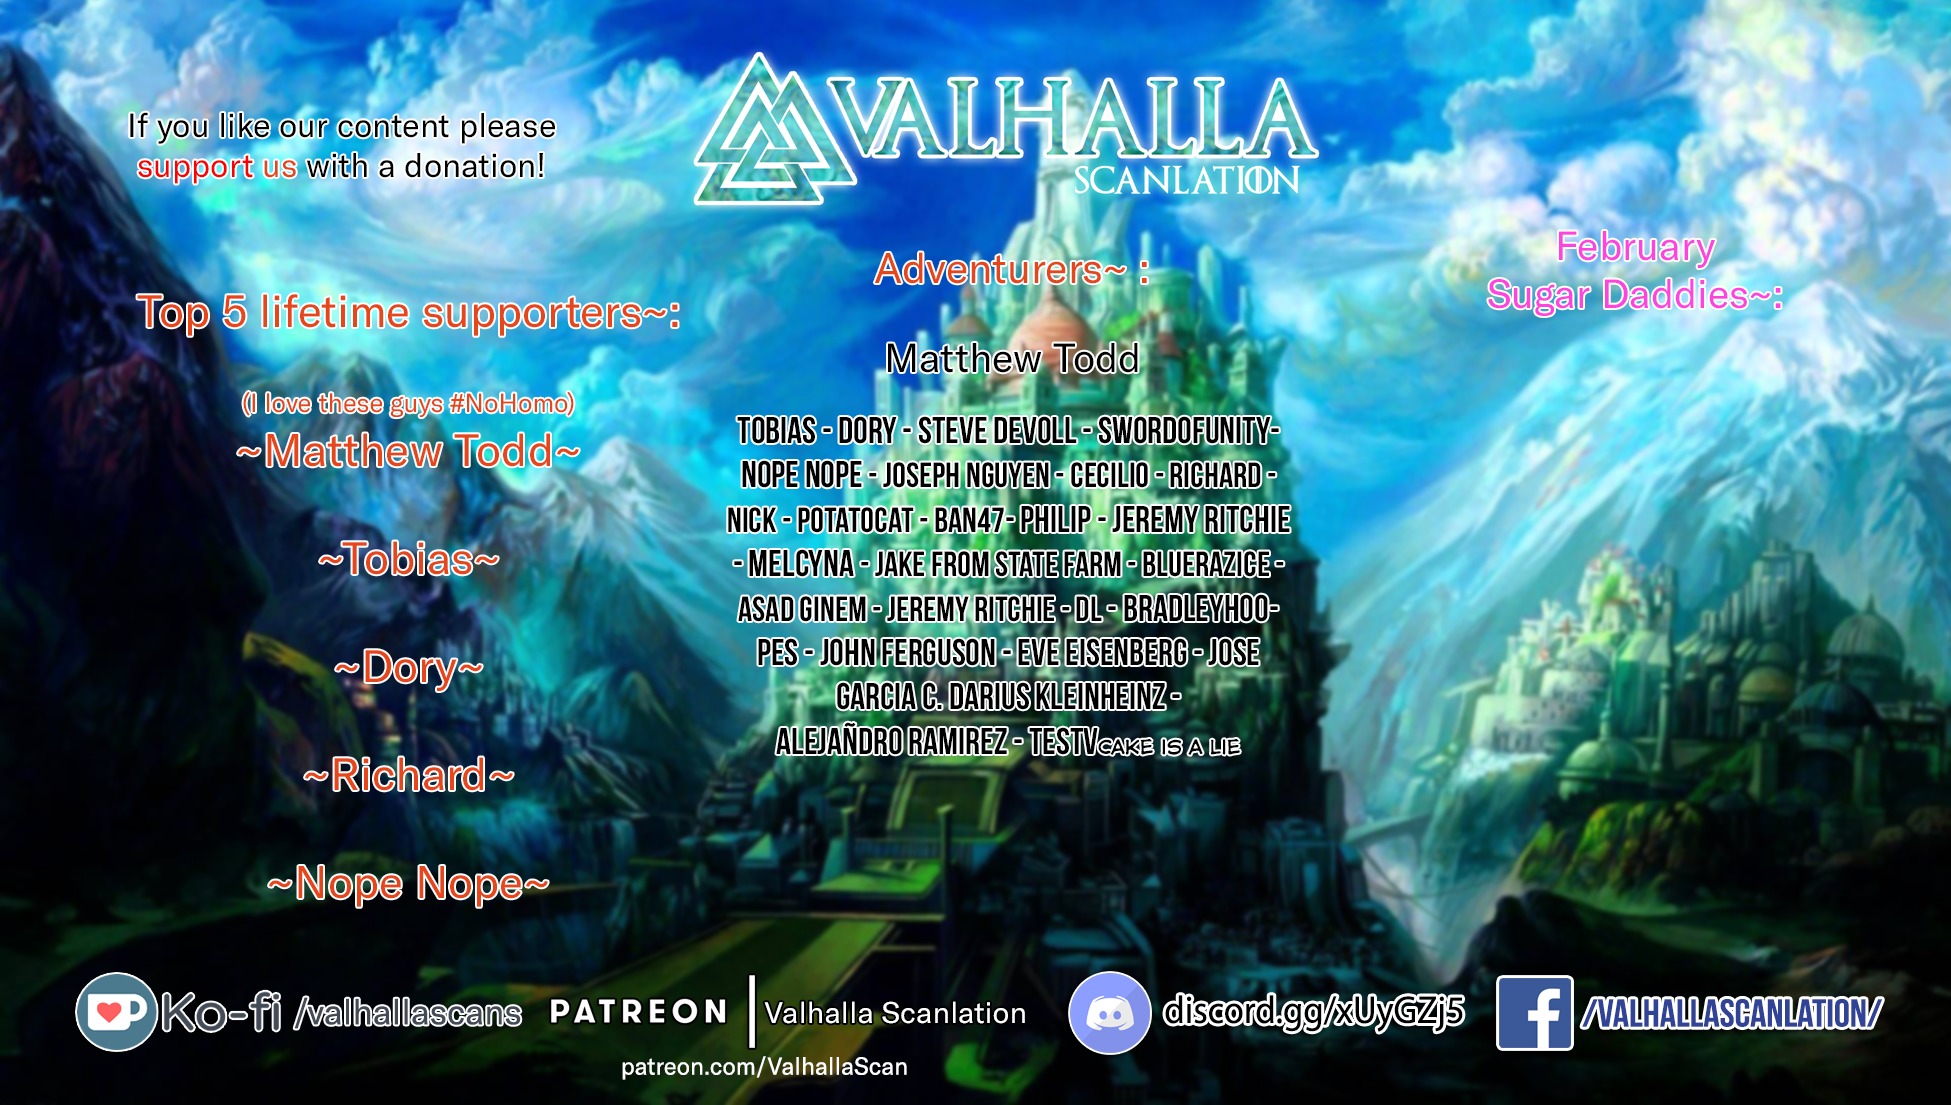 VALHALLA
SCANLATION
If you like our content please
support us with a donation!
Top 5 lifetime supporters~:
(I love these guys #NoHomo)
~Matthew Todd~
~Tobias~
~Dory~
~Richard~
~Nope Nope~
Adventurers~ :
Matthew Todd
TOBIAS - DORY - STEVE DEVOLL - SWORDOFUNITY-
NOPE NOPE - JOSEPH NGUYEN - CECILIO - RICHARD -
NICK - POTATOCAT - BAN47- PHILIP - JEREMY RITCHIE
- MELCYNA - JAKE FROM STATE FARM - BLUERAZICE -
ASAD GINEM - JEREMY RITCHIE - DL - BRADLEYHOO-
PES - JOHN FERGUSON - EVE EISENBERG - JOSE
GARCIA C. DARIUS KLEINHEINZ -
ALEJAÑDRO RAMIREZ - TESTVCAKE IS A LIE
February
Sugar Daddies~:
Ko-fi /valhallascans
PATREON | Valhalla Scanlation
patreon.com/ValhallaScan
discord.gg/xUyGZj5
f /VALHALLASCANLATION/